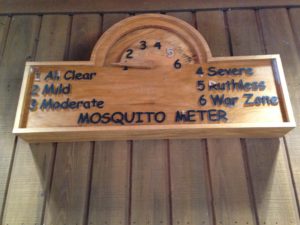 1 2 3 4 5 6
1 All Clear
2 Mild
3 Moderate
4 Severe
5 Ruthless
6 War Zone
MOSQUITO METER